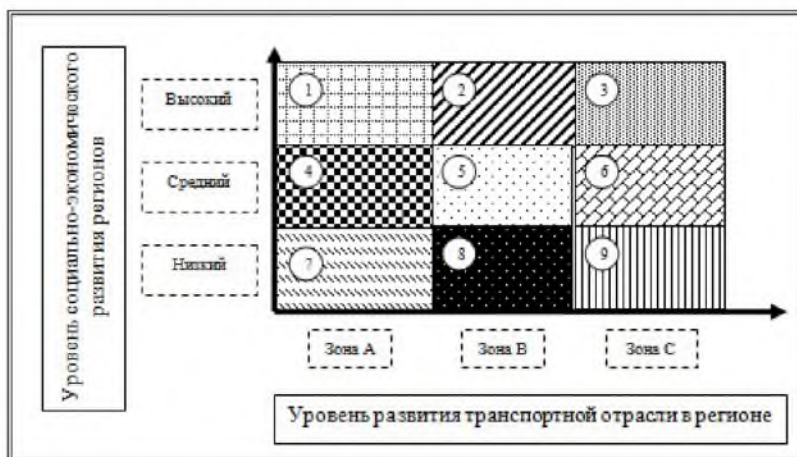 Уровень социально-экономического
развития регионов
Высокий
1
2
3
Средний
4
5
6
Низкий
7
8
9
Зона А
Зона В
Зона С
Уровень развития транспортной отрасли в регионе